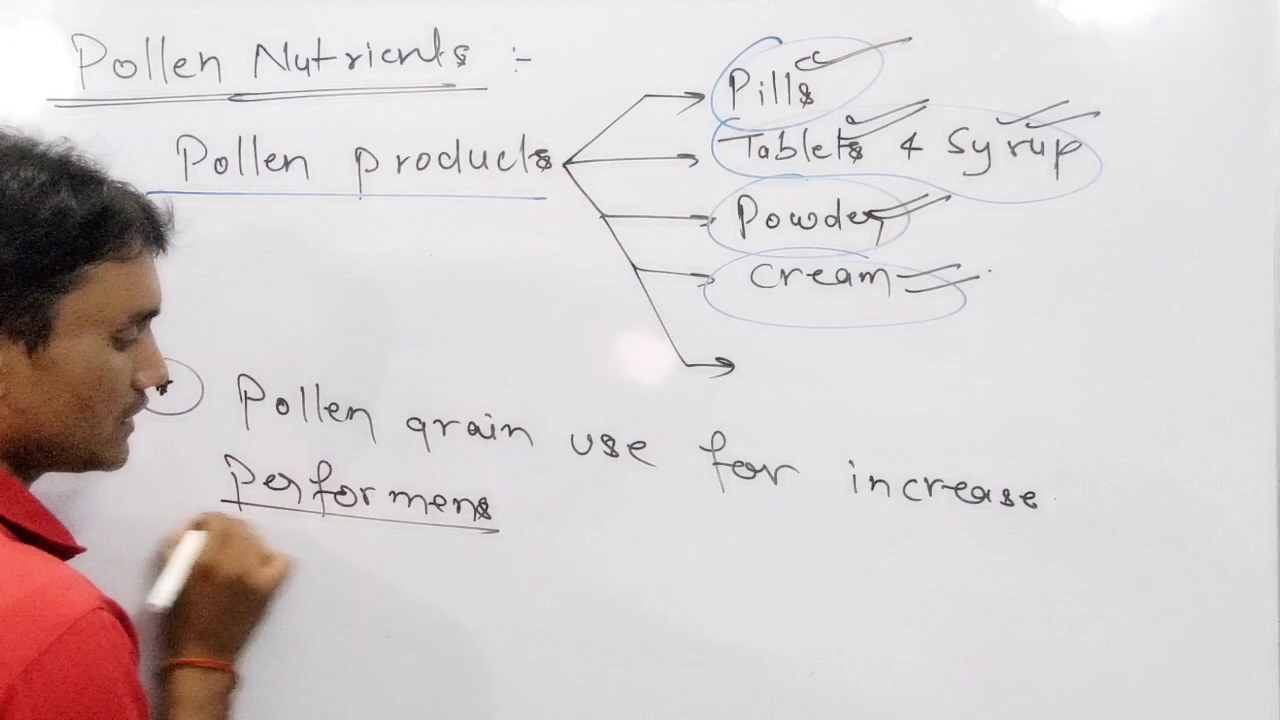 Pollen Nutrients :-
Pollen products
Pills
Tablets & Syrup
Powder
Cream
Pollen grain use for increase
Performens